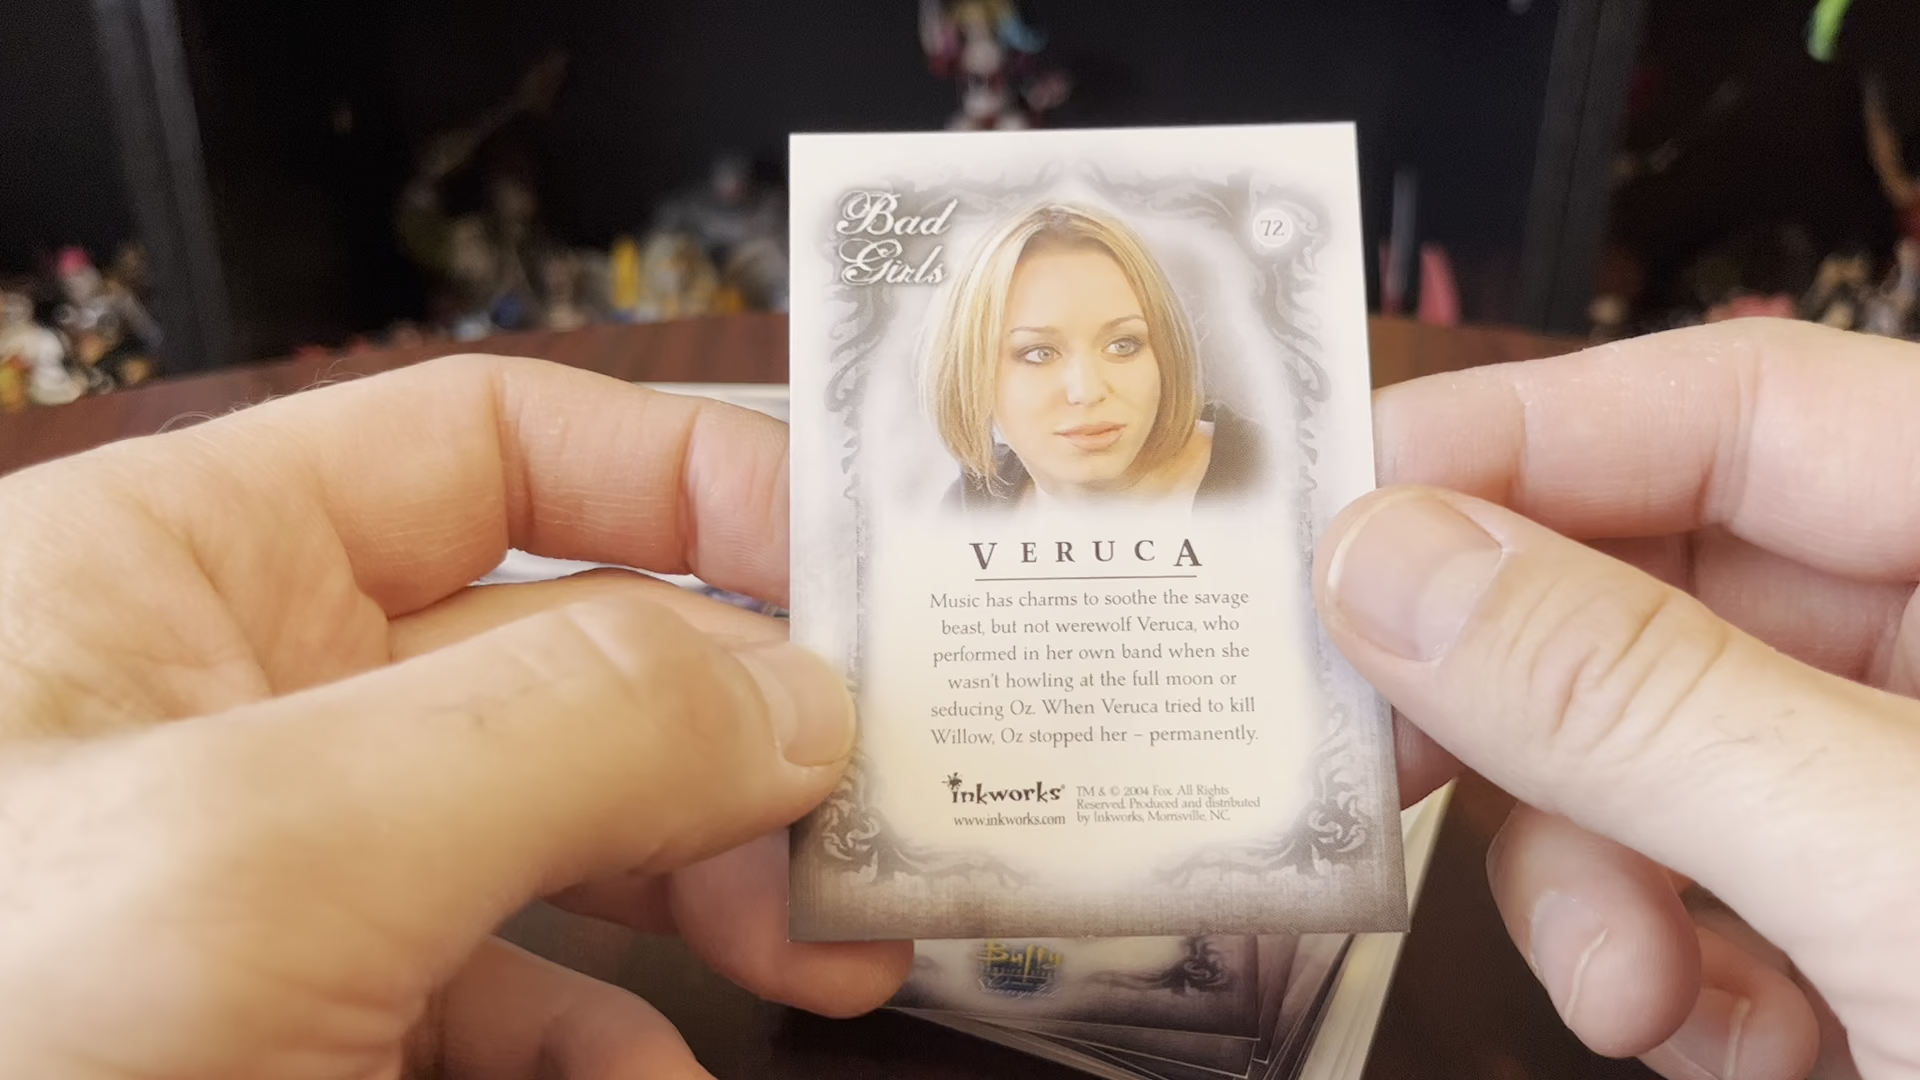 Bad
Girls
72
VERUCA
Music has charms to soothe the savage
beast, but not werewolf Veruca, who
performed in her own band when she
wasn't howling at the full moon or
seducing Oz. When Veruca tried to kill
Willow, Oz stopped her – permanently.
inkworks®
www.inkworks.com
TM & © 2004 Fox. All Rights
Reserved. Produced and distributed
by Inkworks, Morrisville, NC.
Buffy